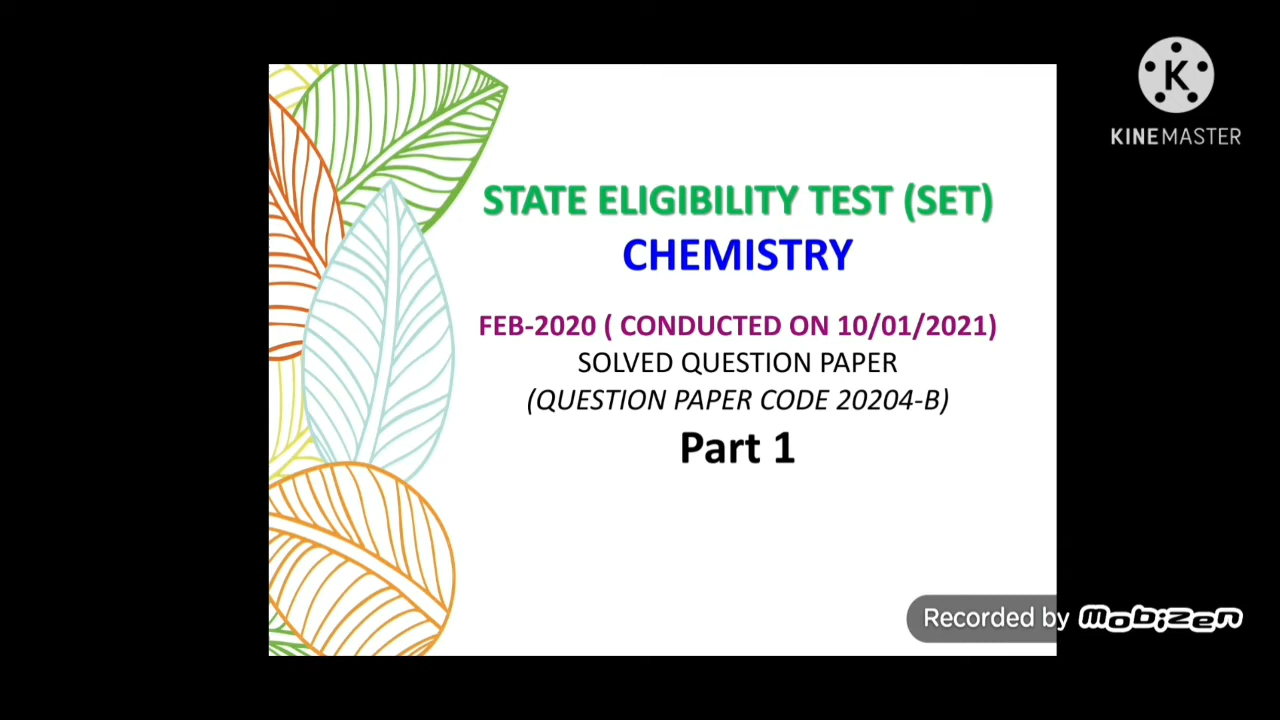 K
KINEMASTER
STATE ELIGIBILITY TEST (SET)
CHEMISTRY
FEB-2020 ( CONDUCTED ON 10/01/2021)
SOLVED QUESTION PAPER
(QUESTION PAPER CODE 20204-B)
Part 1
Recorded by Mobizen